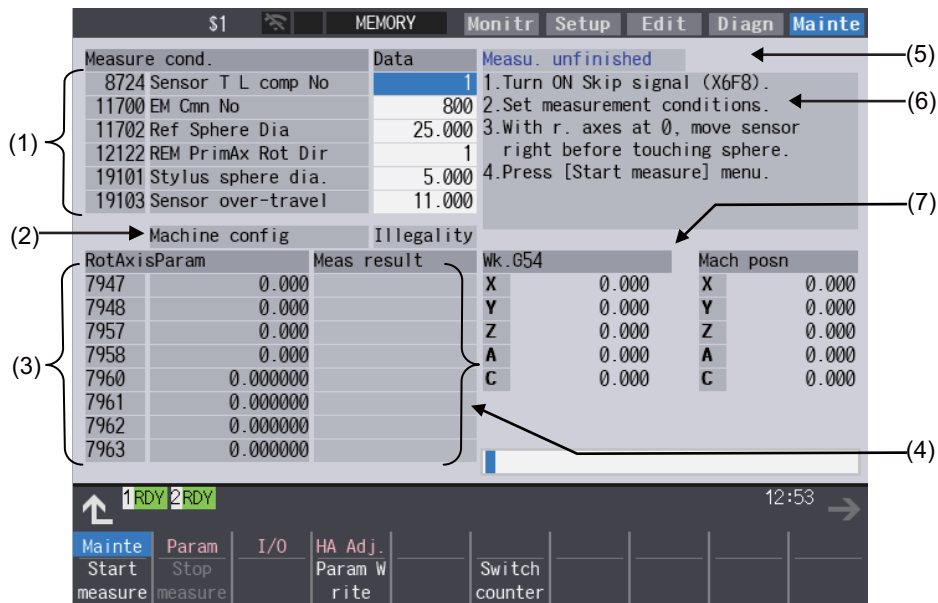 $1 MEMORY Monitr Setup Edit Diagn Mainte
Measure cond. Data
8724 Sensor T L comp No 1
11700 EM Cmn No 800
11702 Ref Sphere Dia 25.000
12122 REM PrimAx Rot Dir 1
19101 Stylus sphere dia. 5.000
19103 Sensor over-travel 11.000
(1)
Measu. unfinished
(5)
1.Turn ON Skip signal (X6F8).
2.Set measurement conditions.
3.With r. axes at 0, move sensor
right before touching sphere.
4.Press [Start measure] menu.
(6)
(2)
Machine config Illegality
(7)
RotAxisParam Meas result
7947 0.000
7948 0.000
7957 0.000
7958 0.000
7960 0.000000
7961 0.000000
7962 0.000000
7963 0.000000
(3)
(4)
Wk.G54 Mach posn
X 0.000 X 0.000
Y 0.000 Y 0.000
Z 0.000 Z 0.000
A 0.000 A 0.000
C 0.000 C 0.000
1 RDY 2 RDY 12:53
Mainte Param I/O HA Adj.
Start Stop Param W Switch
measure measure rite counter